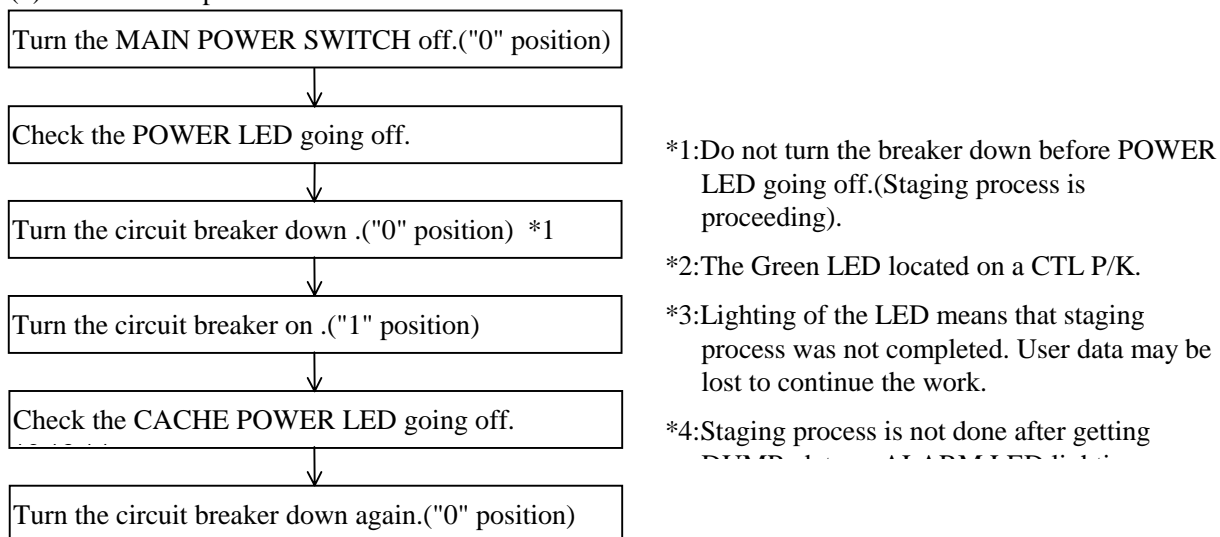 Turn the MAIN POWER SWITCH off.("0" position)
Check the POWER LED going off.
Turn the circuit breaker down .("0" position) *1
Turn the circuit breaker on .("1" position)
Check the CACHE POWER LED going off.
Turn the circuit breaker down again.("0" position)
*1:Do not turn the breaker down before POWER
LED going off.(Staging process is
proceeding).
*2:The Green LED located on a CTL P/K.
*3:Lighting of the LED means that staging
process was not completed. User data may be
lost to continue the work.
*4:Staging process is not done after getting